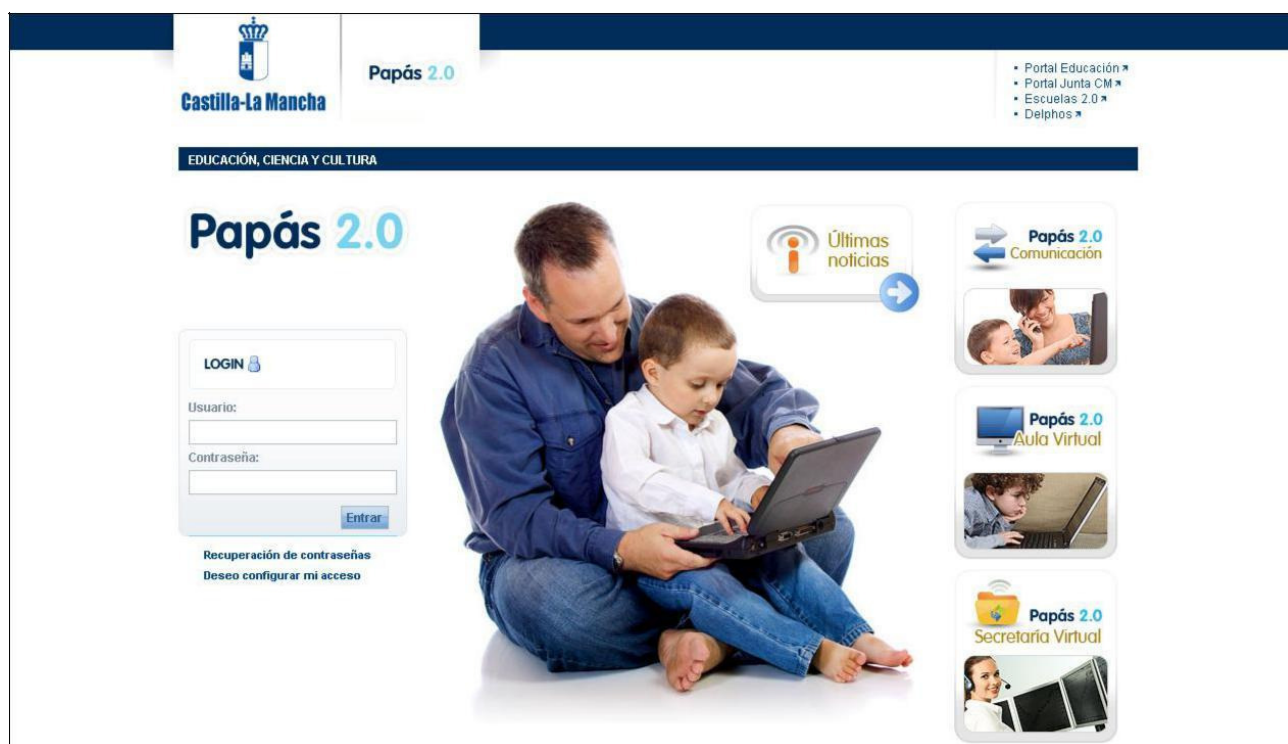 Castilla-La Mancha
Papás 2.0
Portal Educación
Portal Junta CM
Escuelas 2.0
Delphos
EDUCACIÓN, CIENCIA Y CULTURA
Papás 2.0
LOGIN
Usuario:
Contraseña:
Entrar
Recuperación de contraseñas
Deseo configurar mi acceso
Últimas
noticias
Papás 2.0
Comunicación
Papás 2.0
Aula Virtual
Papás 2.0
Secretaría Virtual